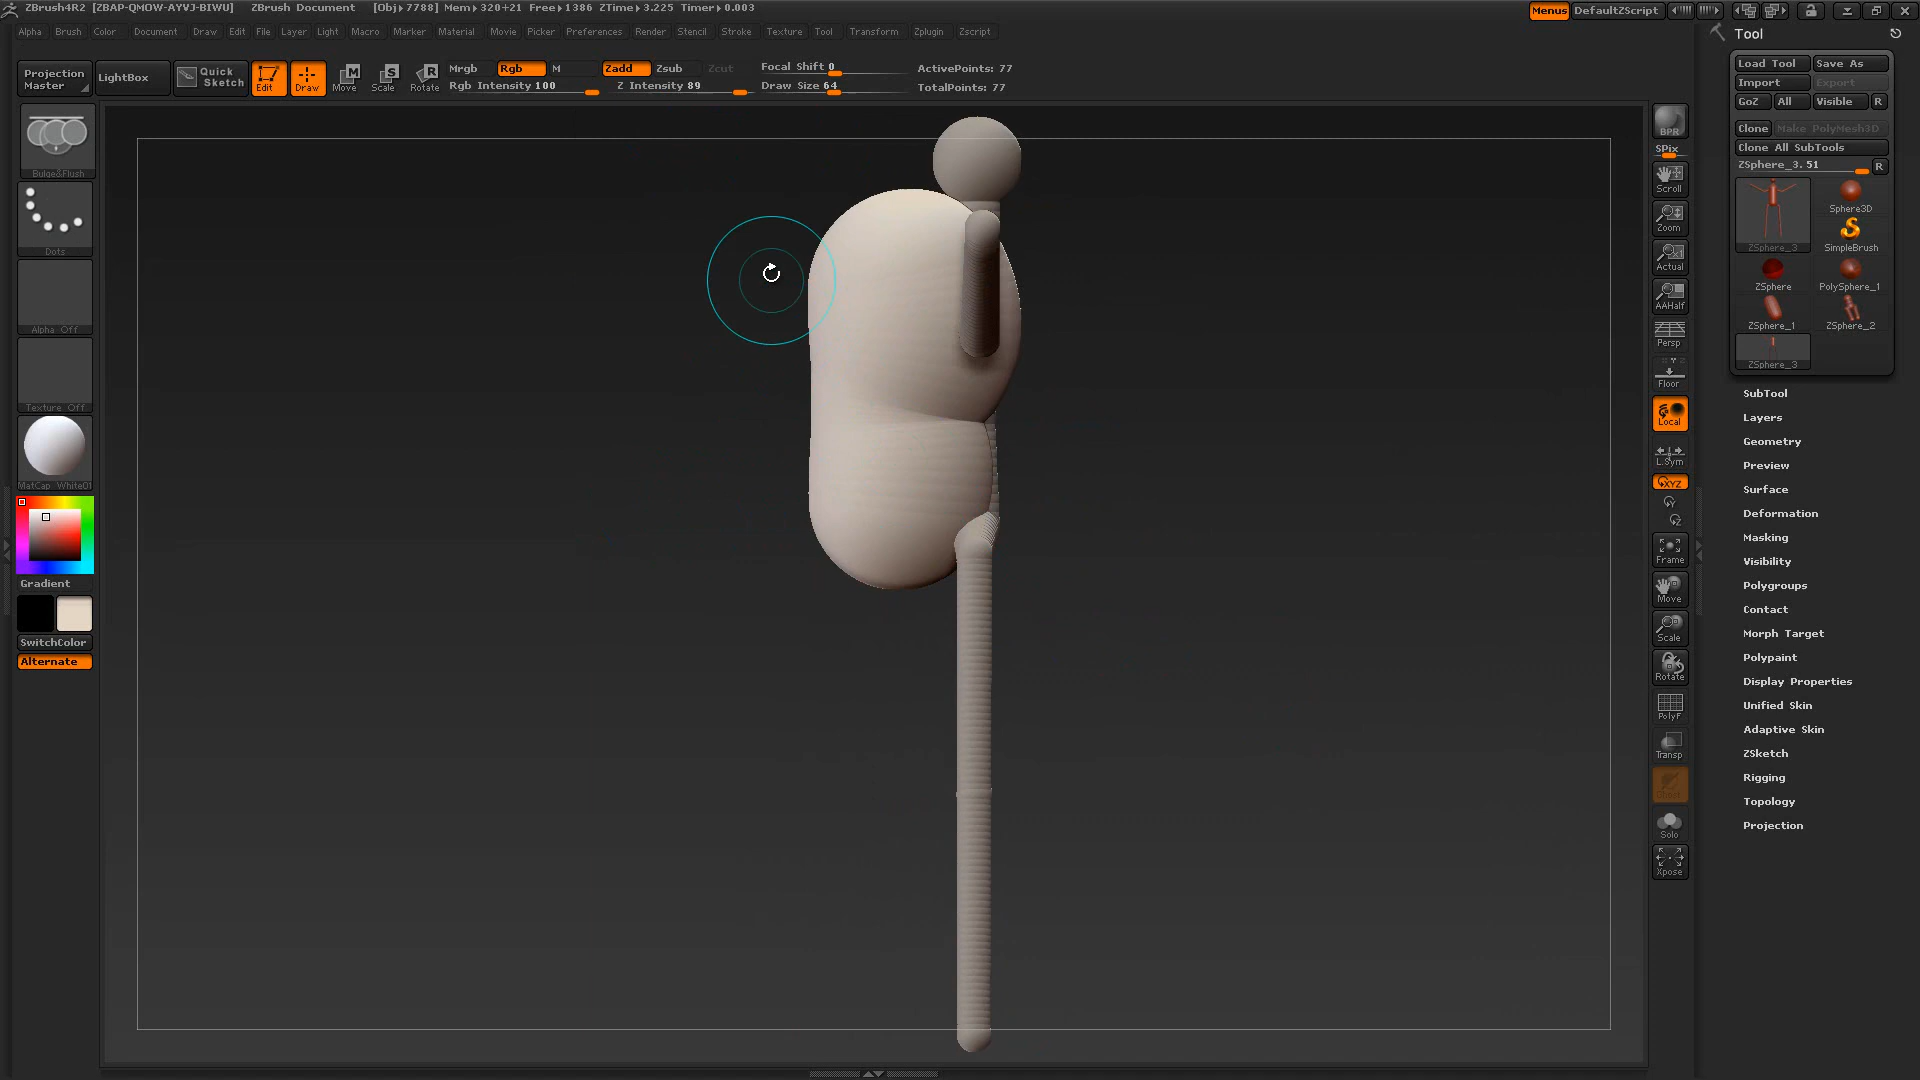 ZBrush4R2 [ZBAP-QMOW-AYVJ-BIWU] ZBrush Document [Obj▸7788] Mem▸320+21 Free▸1386 ZTime▸3.225 Timer▸0.003 Menus DefaultZScript
Alpha Brush Color Document Draw Edit File Layer Light Macro Marker Material Movie Picker Preferences Render Stencil Stroke Texture Tool Transform Zplugin Zscript
Projection Master
LightBox
Quick Sketch
Edit
Draw
Move
Scale
Rotate
Mrgb Rgb M
Rgb Intensity 100
Zadd Zsub Zcut
Z Intensity 89
Focal Shift 0
Draw Size 64
ActivePoints: 77
TotalPoints: 77
Bulge&Flush
Dots
Alpha Off
Texture Off
MatCap White01
Gradient
SwitchColor
Alternate
BPR
SPix
Scroll
Zoom
Actual
AAHalf
Persp
Floor
Local
L.Sym
XYZ
Frame
Move
Scale
Rotate
PolyF
Transp
Solo
Xpose
Tool
Load Tool Save As
Import Export
GoZ All Visible R
Clone Make PolyMesh3D
Clone All SubTools
ZSphere_3. 51 R
ZSphere_3
Sphere3D
SimpleBrush
ZSphere PolySphere_1
ZSphere_1 ZSphere_2
ZSphere_3
SubTool
Layers
Geometry
Preview
Surface
Deformation
Masking
Visibility
Polygroups
Contact
Morph Target
Polypaint
Display Properties
Unified Skin
Adaptive Skin
ZSketch
Rigging
Topology
Projection